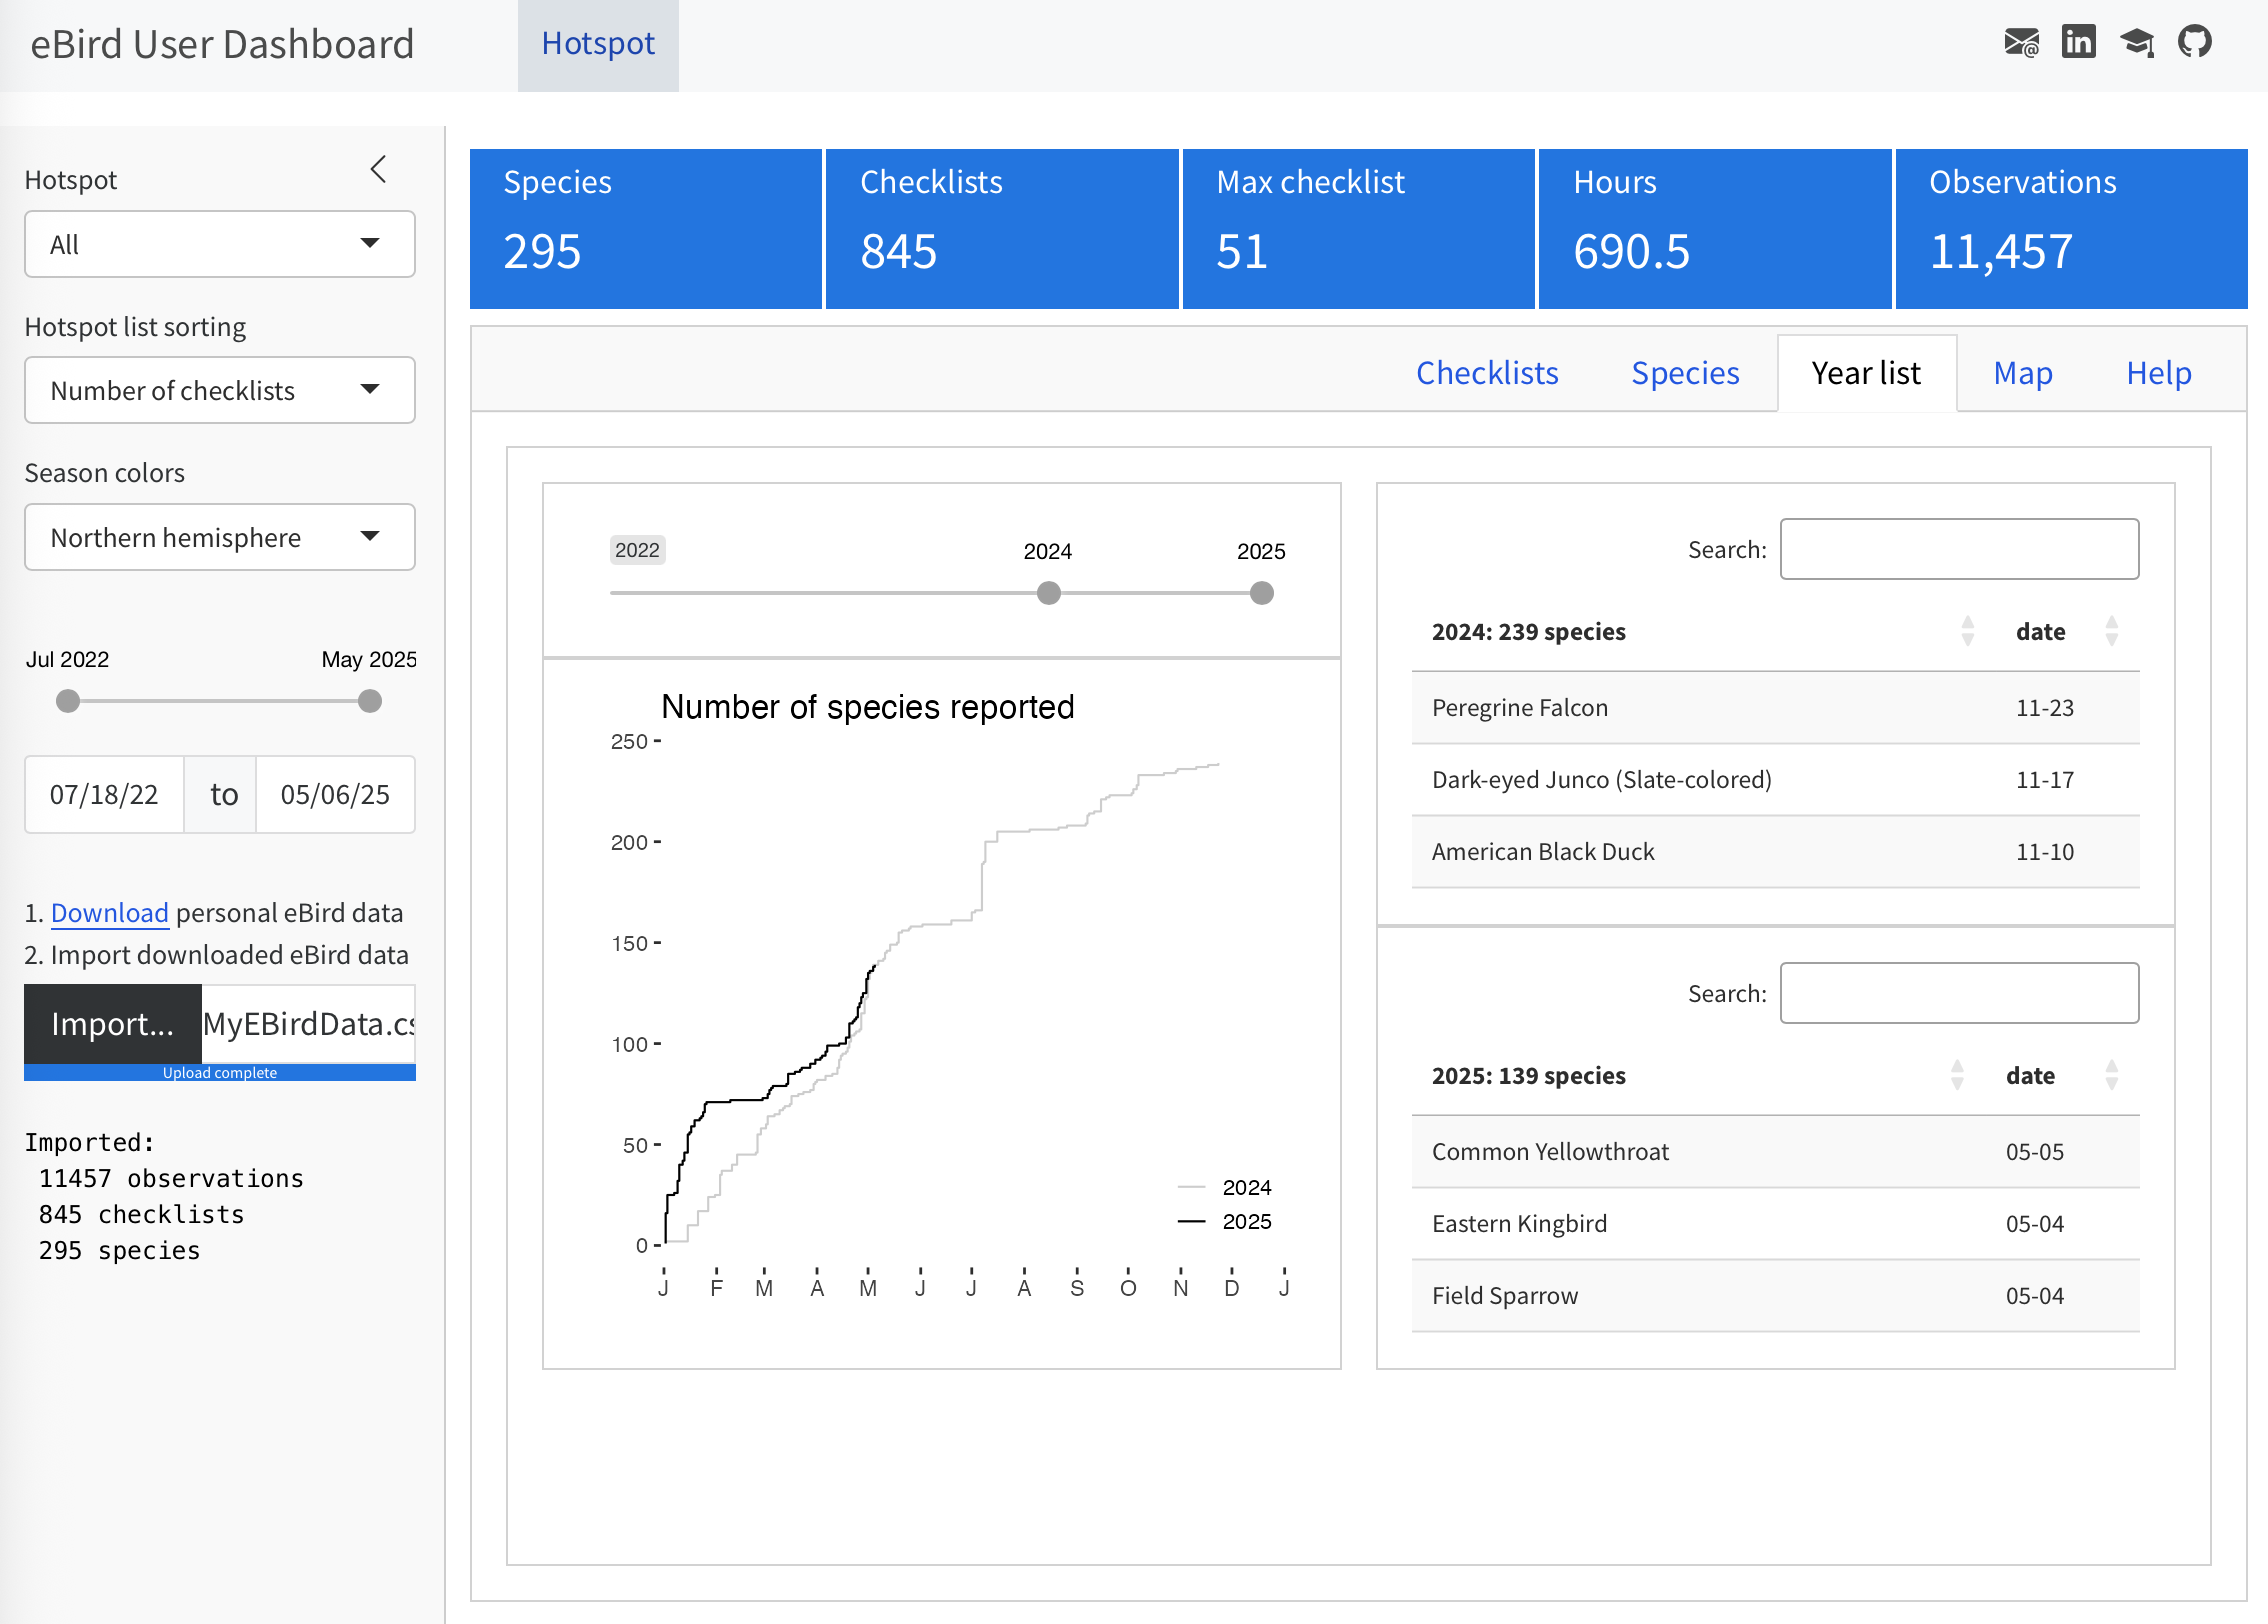 eBird User Dashboard
Hotspot
Hotspot
All
Hotspot list sorting
Number of checklists
Season colors
Northern hemisphere
Jul 2022 May 2025
07/18/22 to 05/06/25
1. Download personal eBird data
2. Import downloaded eBird data
Import... MyEBirdData.cs
Upload complete
Imported:
11457 observations
845 checklists
295 species
Species
295
Checklists
845
Max checklist
51
Hours
690.5
Observations
11,457
Checklists Species Year list Map Help
2022 2024 2025
Number of species reported
250
200
150
100
50
0
J F M A M J J A S O N D J
2024
2025
Search:
2024: 239 species date
Peregrine Falcon 11-23
Dark-eyed Junco (Slate-colored) 11-17
American Black Duck 11-10
Search:
2025: 139 species date
Common Yellowthroat 05-05
Eastern Kingbird 05-04
Field Sparrow 05-04